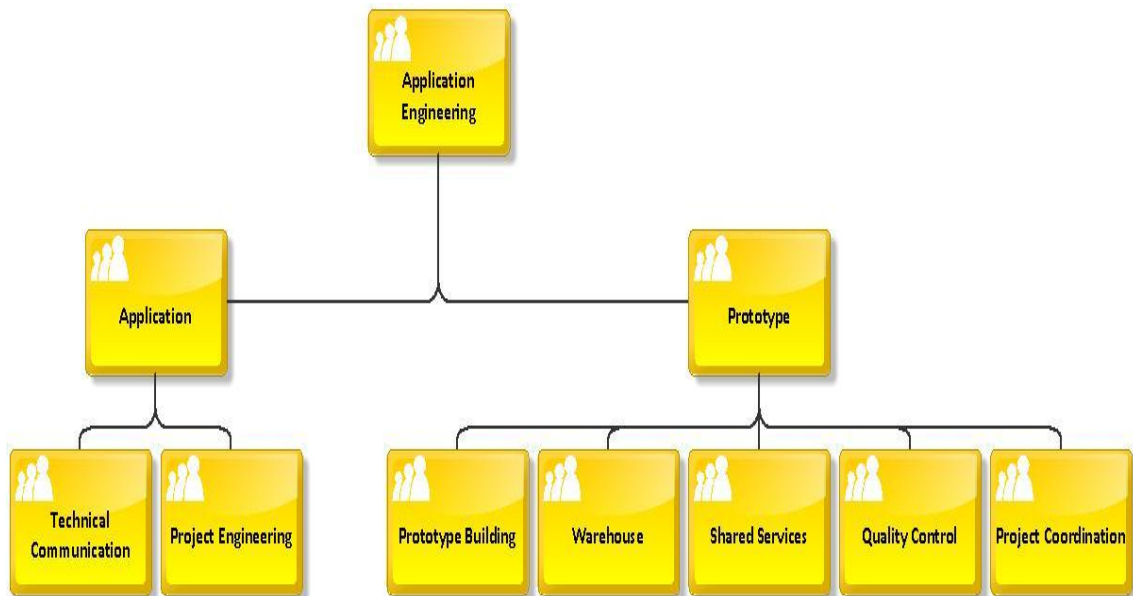 Application
Engineering
Application
Prototype
Technical
Communication
Project Engineering
Prototype Building
Warehouse
Shared Services
Quality Control
Project Coordination